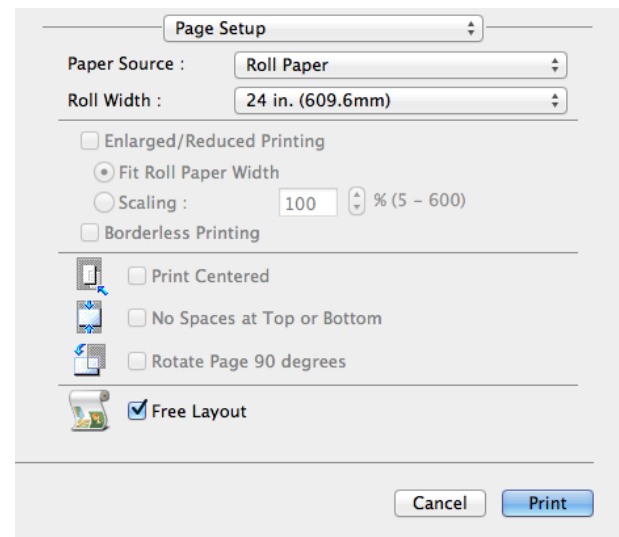 Page Setup
Paper Source : Roll Paper
Roll Width : 24 in. (609.6mm)
Enlarged/Reduced Printing
Fit Roll Paper Width
Scaling : 100 % (5 – 600)
Borderless Printing
Print Centered
No Spaces at Top or Bottom
Rotate Page 90 degrees
Free Layout
Cancel Print